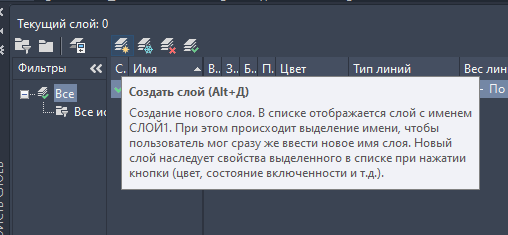 Текущий слой: 0
Фильтры
С. Имя В.. З.. Б.. П. Цвет Тип линий Вес лин
Все
Все ис
По
Создать слой (Alt+Д)
Создание нового слоя. В списке отображается слой с именем
СЛОЙ1. При этом происходит выделение имени, чтобы
пользователь мог сразу же ввести новое имя слоя. Новый
слой наследует свойства выделенного в списке при нажатии
кнопки (цвет, состояние включенности и т.д.).